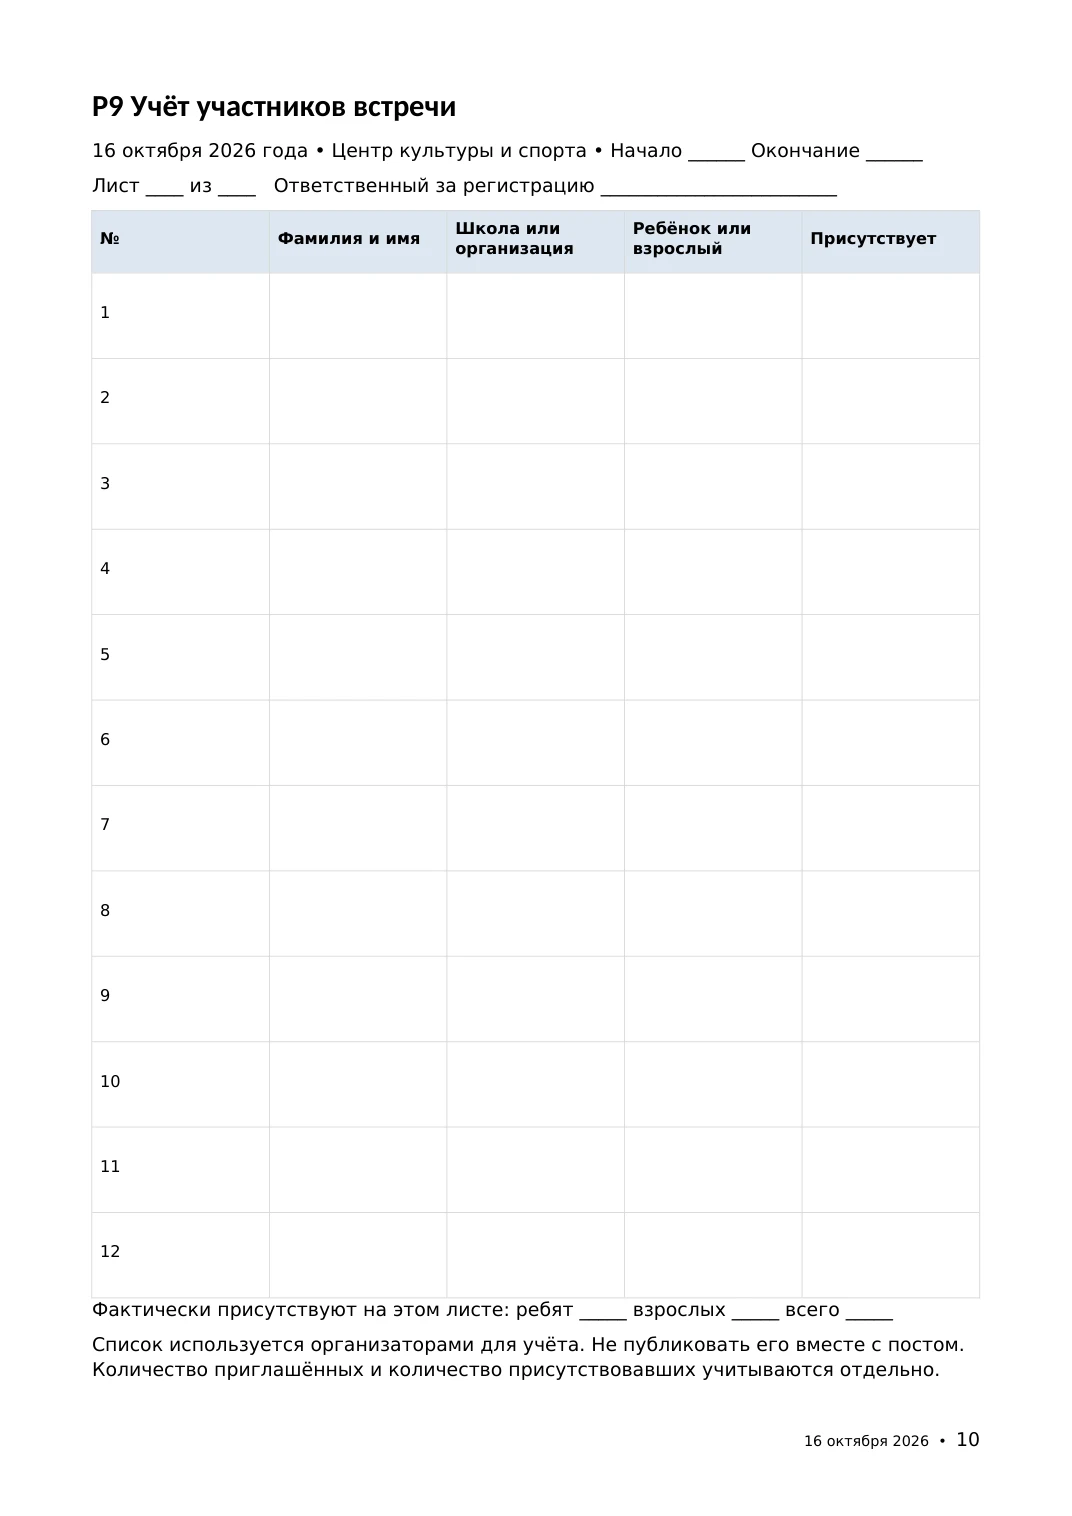 Р9 Учёт участников встречи
16 октября 2026 года • Центр культуры и спорта • Начало ______ Окончание ______
Лист ____ из ____ Ответственный за регистрацию _________________________
№ Фамилия и имя Школа или организация Ребёнок или взрослый Присутствует
1
2
3
4
5
6
7
8
9
10
11
12
Фактически присутствуют на этом листе: ребят _____ взрослых _____ всего _____
Список используется организаторами для учёта. Не публиковать его вместе с постом.
Количество приглашённых и количество присутствовавших учитываются отдельно.
16 октября 2026 • 10